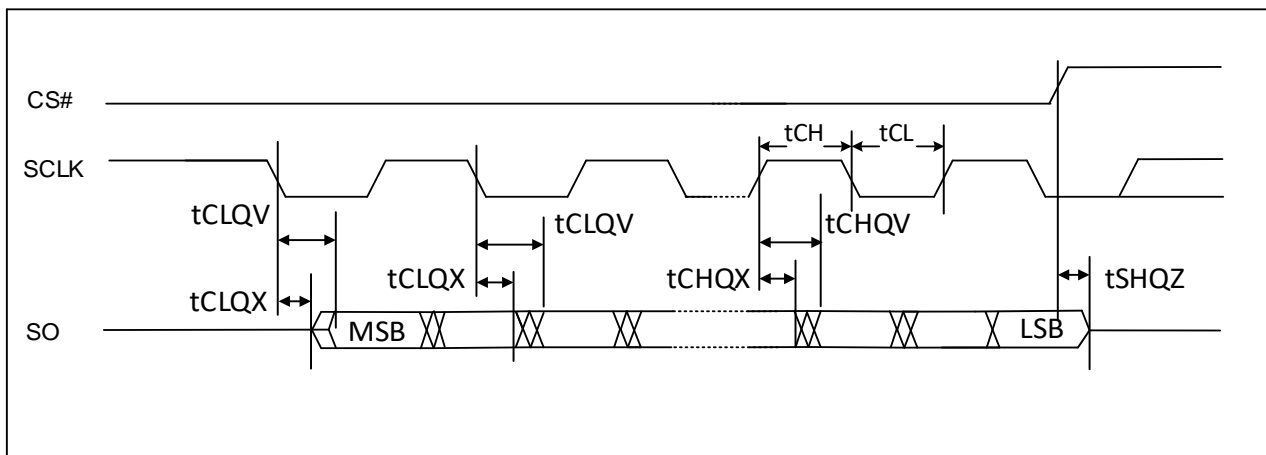 CS#
tCH
tCL
SCLK
tCLQV
tCLQV
tCHQV
tCLQX
tCLQX
tCHQX
tSHQZ
SO
MSB
LSB